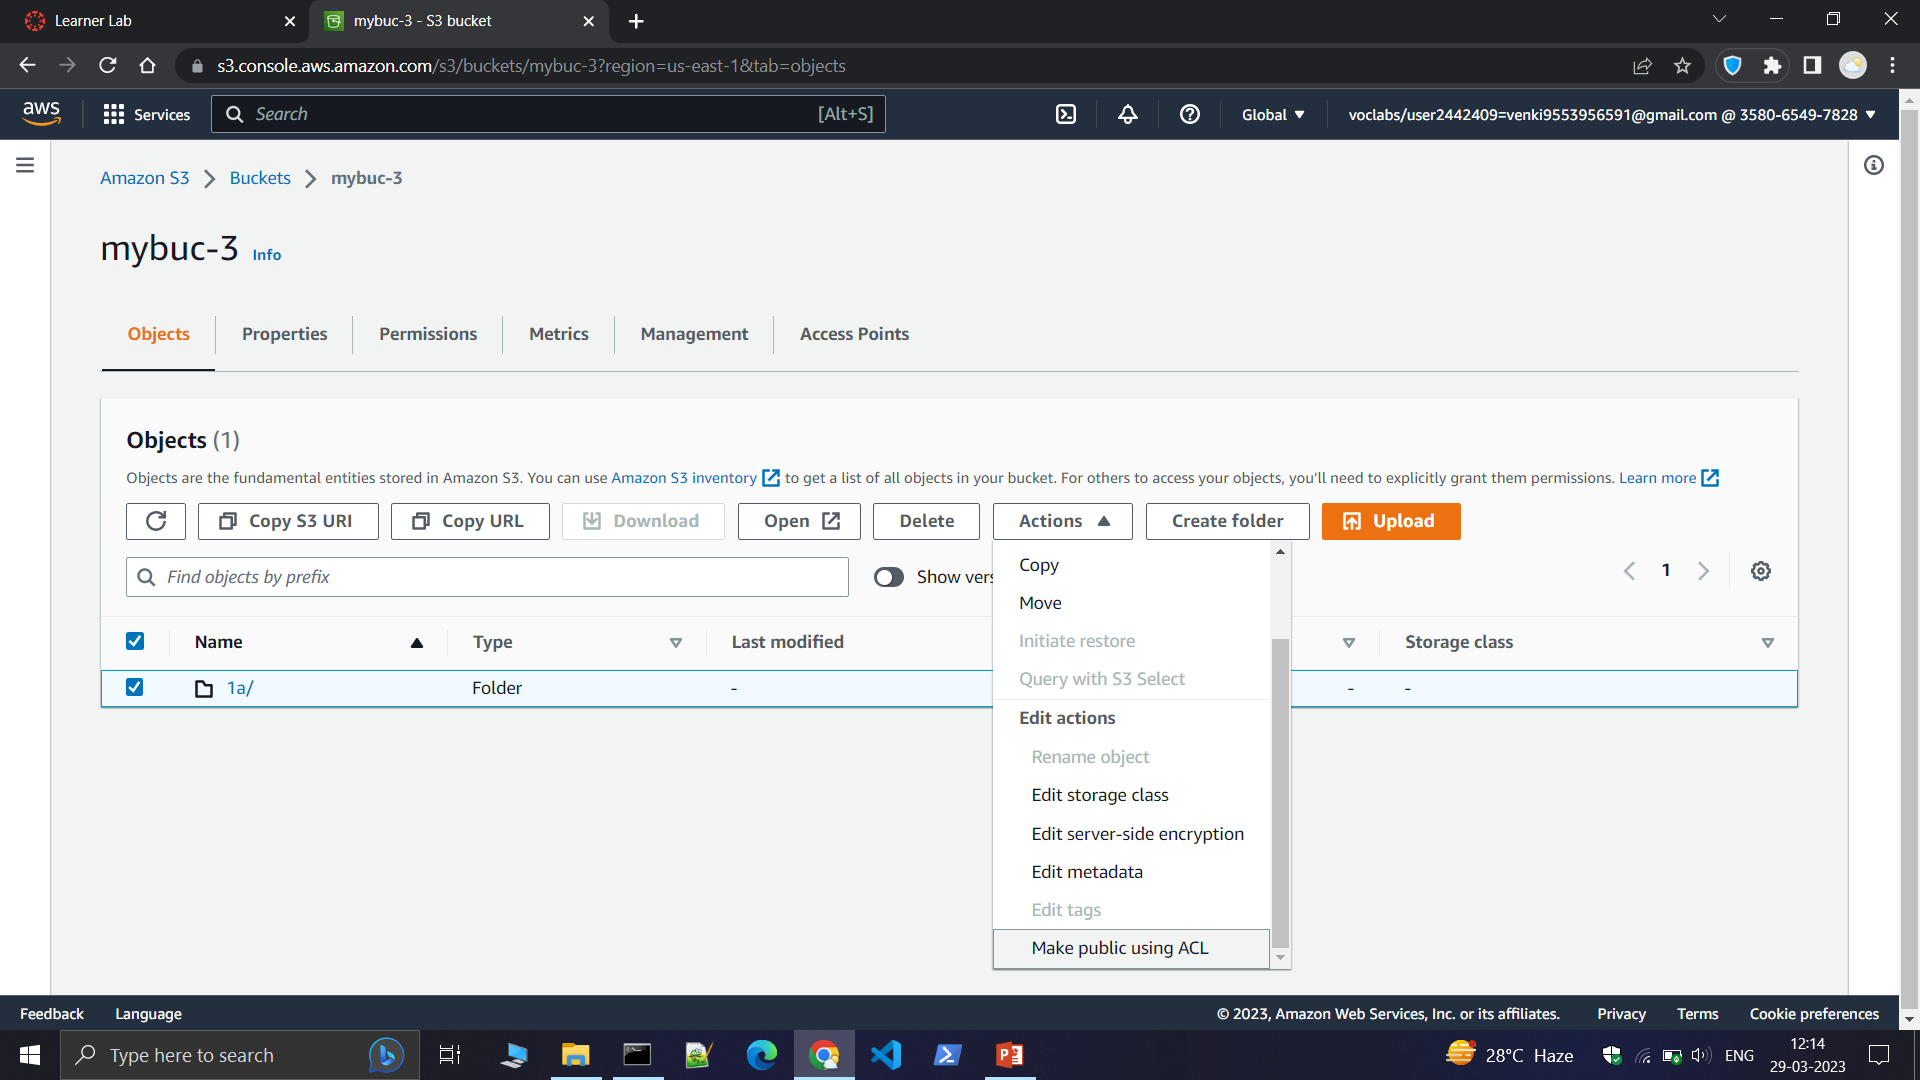 Learner Lab
mybuc-3 - S3 bucket
s3.console.aws.amazon.com/s3/buckets/mybuc-3?region=us-east-1&tab=objects
aws
Services
Search
[Alt+S]
Global
voclabs/user2442409=venki9553956591@gmail.com @ 3580-6549-7828
Amazon S3
Buckets
mybuc-3
mybuc-3 Info
Objects
Properties
Permissions
Metrics
Management
Access Points
Objects (1)
Objects are the fundamental entities stored in Amazon S3. You can use Amazon S3 inventory to get a list of all objects in your bucket. For others to access your objects, you'll need to explicitly grant them permissions. Learn more
Copy S3 URI
Copy URL
Download
Open
Delete
Actions
Create folder
Upload
Find objects by prefix
Show vers
1
Copy
Move
Initiate restore
Query with S3 Select
Edit actions
Rename object
Edit storage class
Edit server-side encryption
Edit metadata
Edit tags
Make public using ACL
Name
Type
Last modified
Storage class
1a/
Folder
-
-
-
Feedback
Language
© 2023, Amazon Web Services, Inc. or its affiliates.
Privacy
Terms
Cookie preferences
Type here to search
28°C Haze
ENG
12:14
29-03-2023